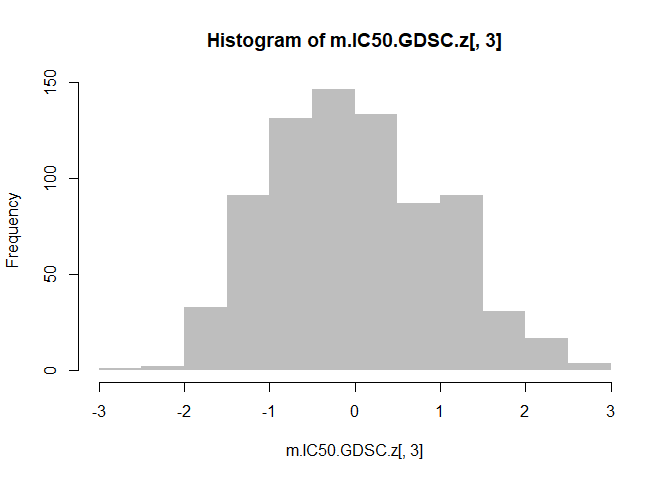 Histogram of m.IC50.GDSC.z[, 3]
Frequency
150
100
50
0
-3 -2 -1 0 1 2 3
m.IC50.GDSC.z[, 3]